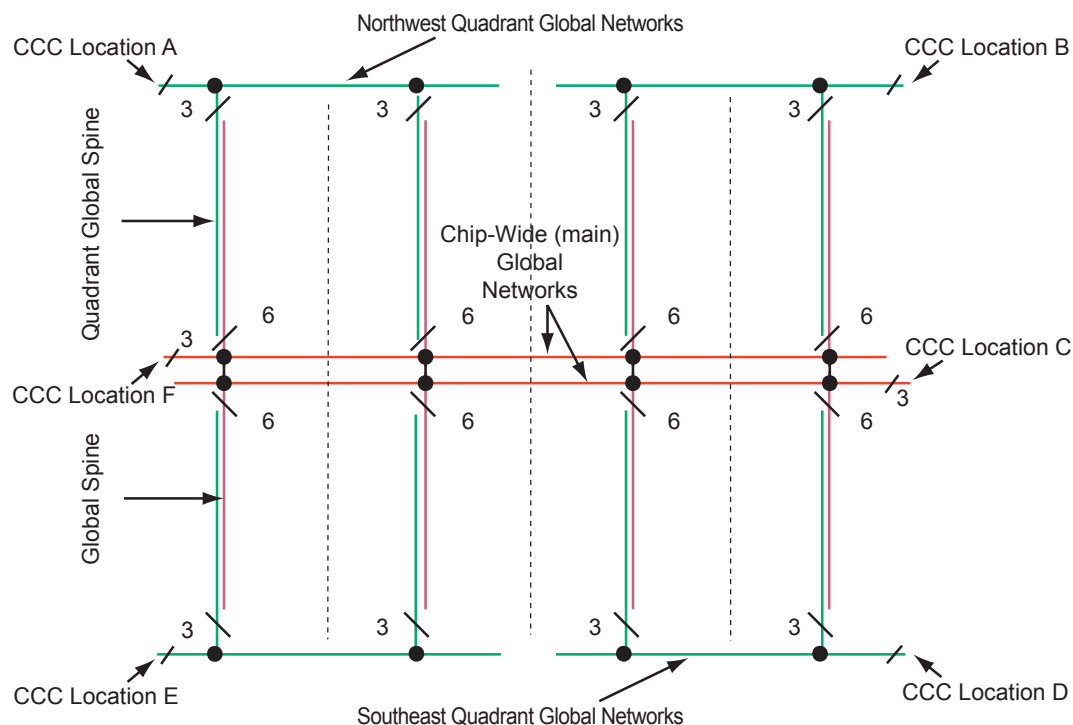 Northwest Quadrant Global Networks
CCC Location A
CCC Location B
3
3
3
3
Quadrant Global Spine
Chip-Wide (main)
Global
Networks
6
6
6
6
3
CCC Location F
CCC Location C
3
6
6
6
6
Global Spine
3
3
3
3
CCC Location E
CCC Location D
Southeast Quadrant Global Networks